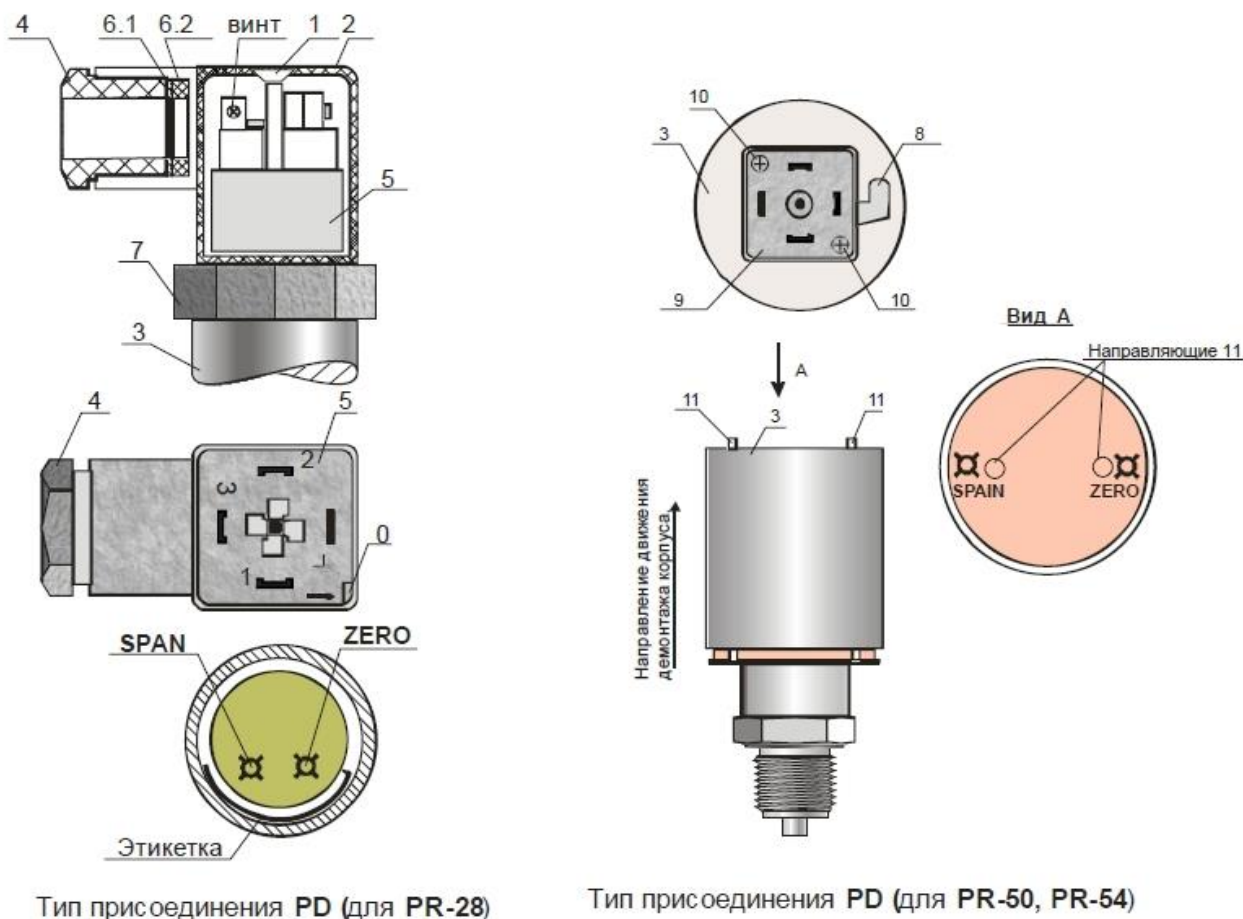 4 6.1 6.2 винт 1 2
5
7
3
4 5
2
3
0
1
SPAN ZERO
Этикетка
Тип присоединения PD (для PR-28)
10
3 8
9 10
A
11 3 11
Направление движения
демонтажа корпуса
Вид А
Направляющие 11
SPAIN ZERO
Тип присоединения PD (для PR-50, PR-54)